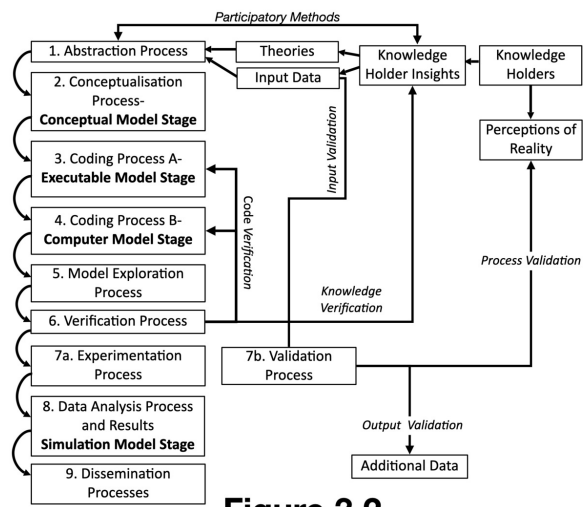 Participatory Methods
1. Abstraction Process
Theories
Input Data
Knowledge
Holder Insights
Knowledge
Holders
Perceptions of
Reality
2. Conceptualisation
Process-
Conceptual Model Stage
3. Coding Process A-
Executable Model Stage
4. Coding Process B-
Computer Model Stage
5. Model Exploration
Process
6. Verification Process
Code Verification
Input Validation
Knowledge
Verification
Process Validation
7a. Experimentation
Process
7b. Validation
Process
8. Data Analysis Process
and Results
Simulation Model Stage
Output Validation
Additional Data
9. Dissemination
Processes